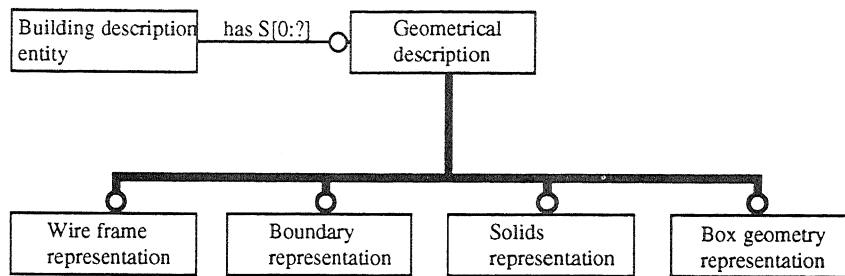 Building description
entity
has S[0:?]
Geometrical
description
Wire frame
representation
Boundary
representation
Solids
representation
Box geometry
representation